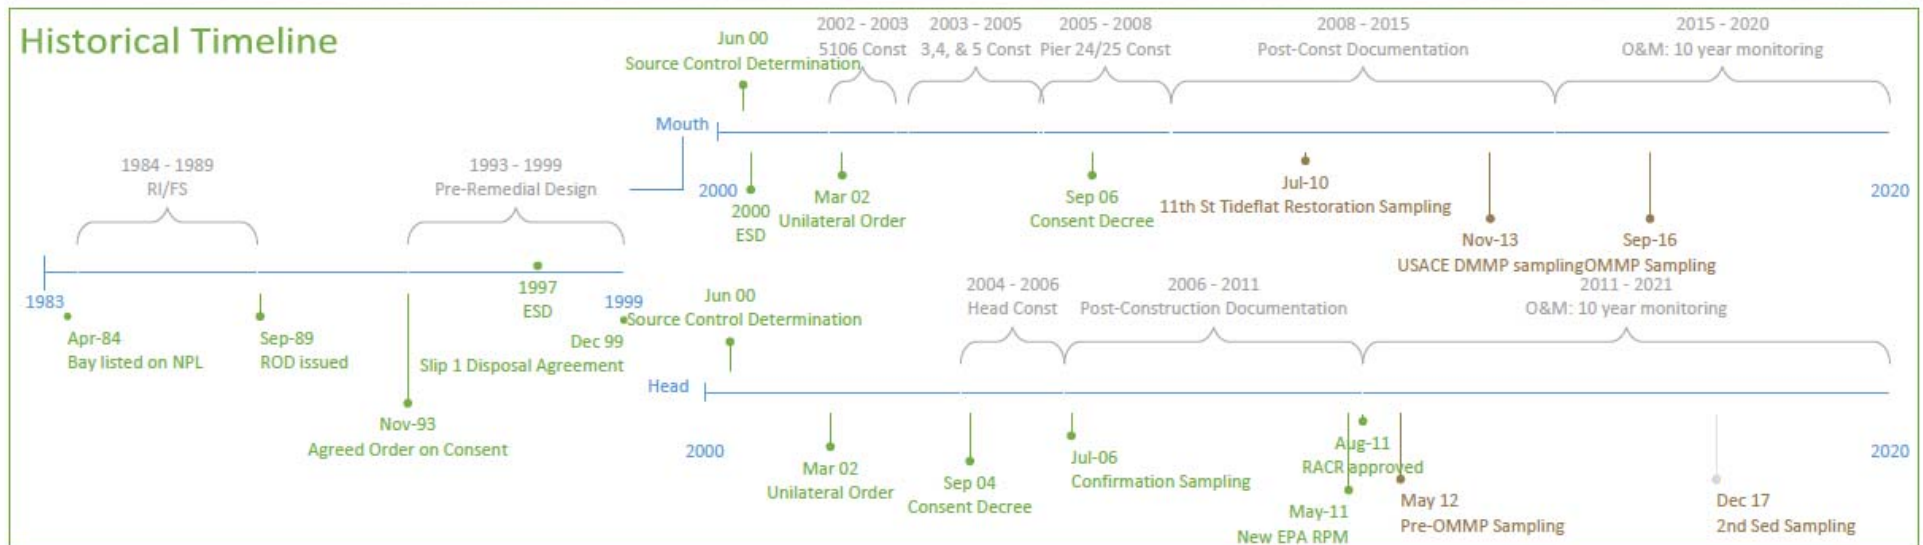 Historical Timeline
1984 - 1989
RI/FS
1993 - 1999
Pre-Remedial Design
1983
1999
Apr-84
Bay listed on NPL
Sep-89
ROD issued
Nov-93
Agreed Order on Consent
1997
ESD
Dec 99
Slip 1 Disposal Agreement
Mouth
2000
2020
Jun 00
Source Control Determination
2002 - 2003
5106 Const
2003 - 2005
3,4, & 5 Const
2005 - 2008
Pier 24/25 Const
2008 - 2015
Post-Const Documentation
2015 - 2020
O&M: 10 year monitoring
2000
ESD
Mar 02
Unilateral Order
Sep 06
Consent Decree
Jul-10
11th St Tideflat Restoration Sampling
Nov-13
USACE DMMP sampling
Sep-16
OMMP Sampling
Head
2000
2020
Jun 00
Source Control Determination
2004 - 2006
Head Const
2006 - 2011
Post-Construction Documentation
2011 - 2021
O&M: 10 year monitoring
Mar 02
Unilateral Order
Sep 04
Consent Decree
Jul-06
Confirmation Sampling
Aug-11
RACR approved
May-11
New EPA RPM
May 12
Pre-OMMP Sampling
Dec 17
2nd Sed Sampling